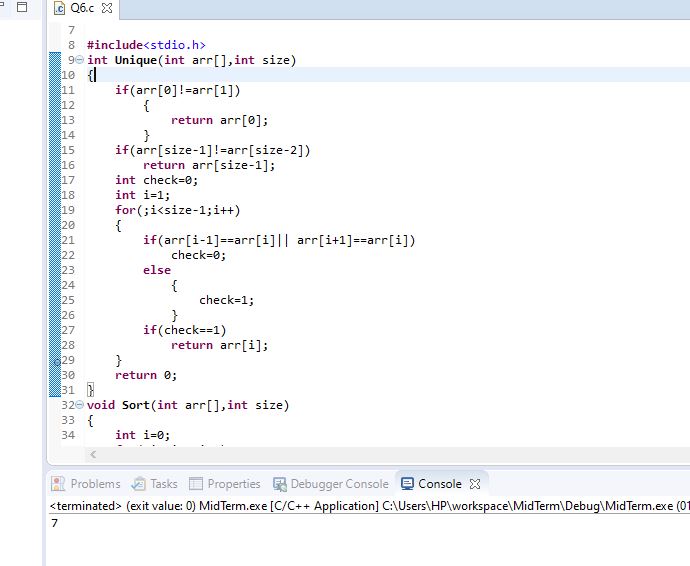 Q6.c
7
8 #include<stdio.h>
9 int Unique(int arr[],int size)
10 {
11 if(arr[0]!=arr[1])
12 {
13 return arr[0];
14 }
15 if(arr[size-1]!=arr[size-2])
16 return arr[size-1];
17 int check=0;
18 int i=1;
19 for(;i<size-1;i++)
20 {
21 if(arr[i-1]==arr[i]|| arr[i+1]==arr[i])
22 check=0;
23 else
24 {
25 check=1;
26 }
27 if(check==1)
28 return arr[i];
29 }
30 return 0;
31 }
32 void Sort(int arr[],int size)
33 {
34 int i=0;
Problems Tasks Properties Debugger Console Console
<terminated> (exit value: 0) MidTerm.exe [C/C++ Application] C:\Users\HP\workspace\MidTerm\Debug\MidTerm.exe (01
7